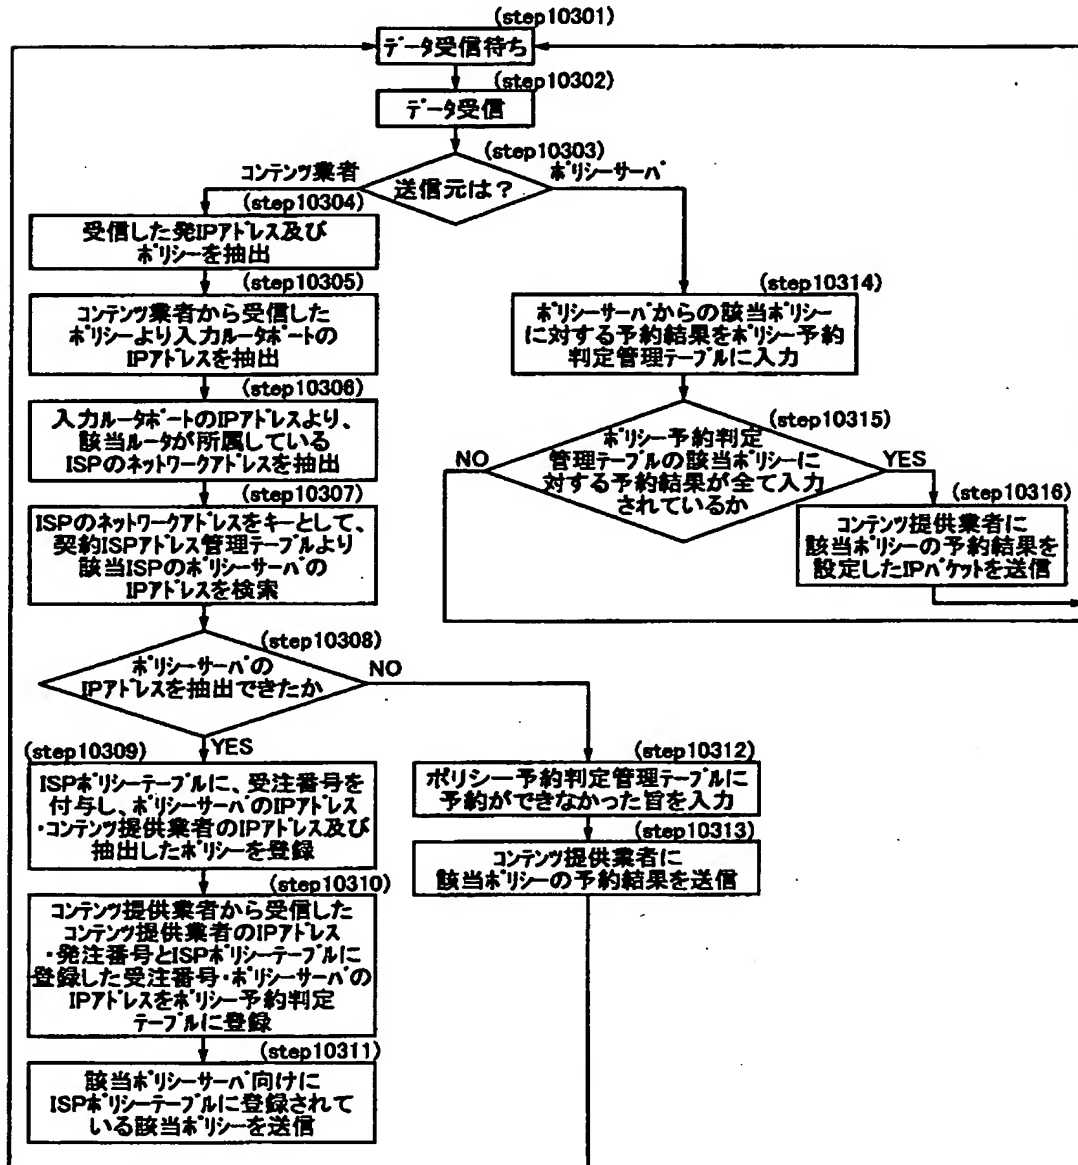 (step10301)
データ受信待ち
(step10302)
データ受信
(step10303)
コンテンツ業者
送信元は？
ポリシーサーバ
(step10304)
受信した発IPアドレス及び
ポリシーを抽出
(step10305)
コンテンツ業者から受信した
ポリシーより入力ルータポートの
IPアドレスを抽出
(step10306)
入力ルータポートのIPアドレスより、
該当ルータが所属している
ISPのネットワークアドレスを抽出
(step10307)
ISPのネットワークアドレスをキーとして、
契約ISPアドレス管理テーブルより
該当ISPのポリシーサーバの
IPアドレスを検索
(step10308)
ポリシーサーバの
IPアドレスを抽出できたか
NO
YES
(step10309)
ISPポリシーテーブルに、受注番号を
付与し、ポリシーサーバのIPアドレス
・コンテンツ提供業者のIPアドレス及び
抽出したポリシーを登録
(step10310)
コンテンツ提供業者から受信した
コンテンツ提供業者のIPアドレス
・発注番号とISPポリシーテーブルに
登録した受注番号・ポリシーサーバの
IPアドレスをポリシー予約判定
テーブルに登録
(step10311)
該当ポリシーサーバ向けに
ISPポリシーテーブルに登録されて
いる該当ポリシーを送信
(step10312)
ポリシー予約判定管理テーブルに
予約ができなかった旨を入力
(step10313)
コンテンツ提供業者に
該当ポリシーの予約結果を送信
(step10314)
ポリシーサーバからの該当ポリシー
に対する予約結果をポリシー予約
判定管理テーブルに入力
(step10315)
ポリシー予約判定
管理テーブルの該当ポリシーに
対する予約結果が全て入力
されているか
NO
YES
(step10316)
コンテンツ提供業者に
該当ポリシーの予約結果を
設定したIPパケットを送信